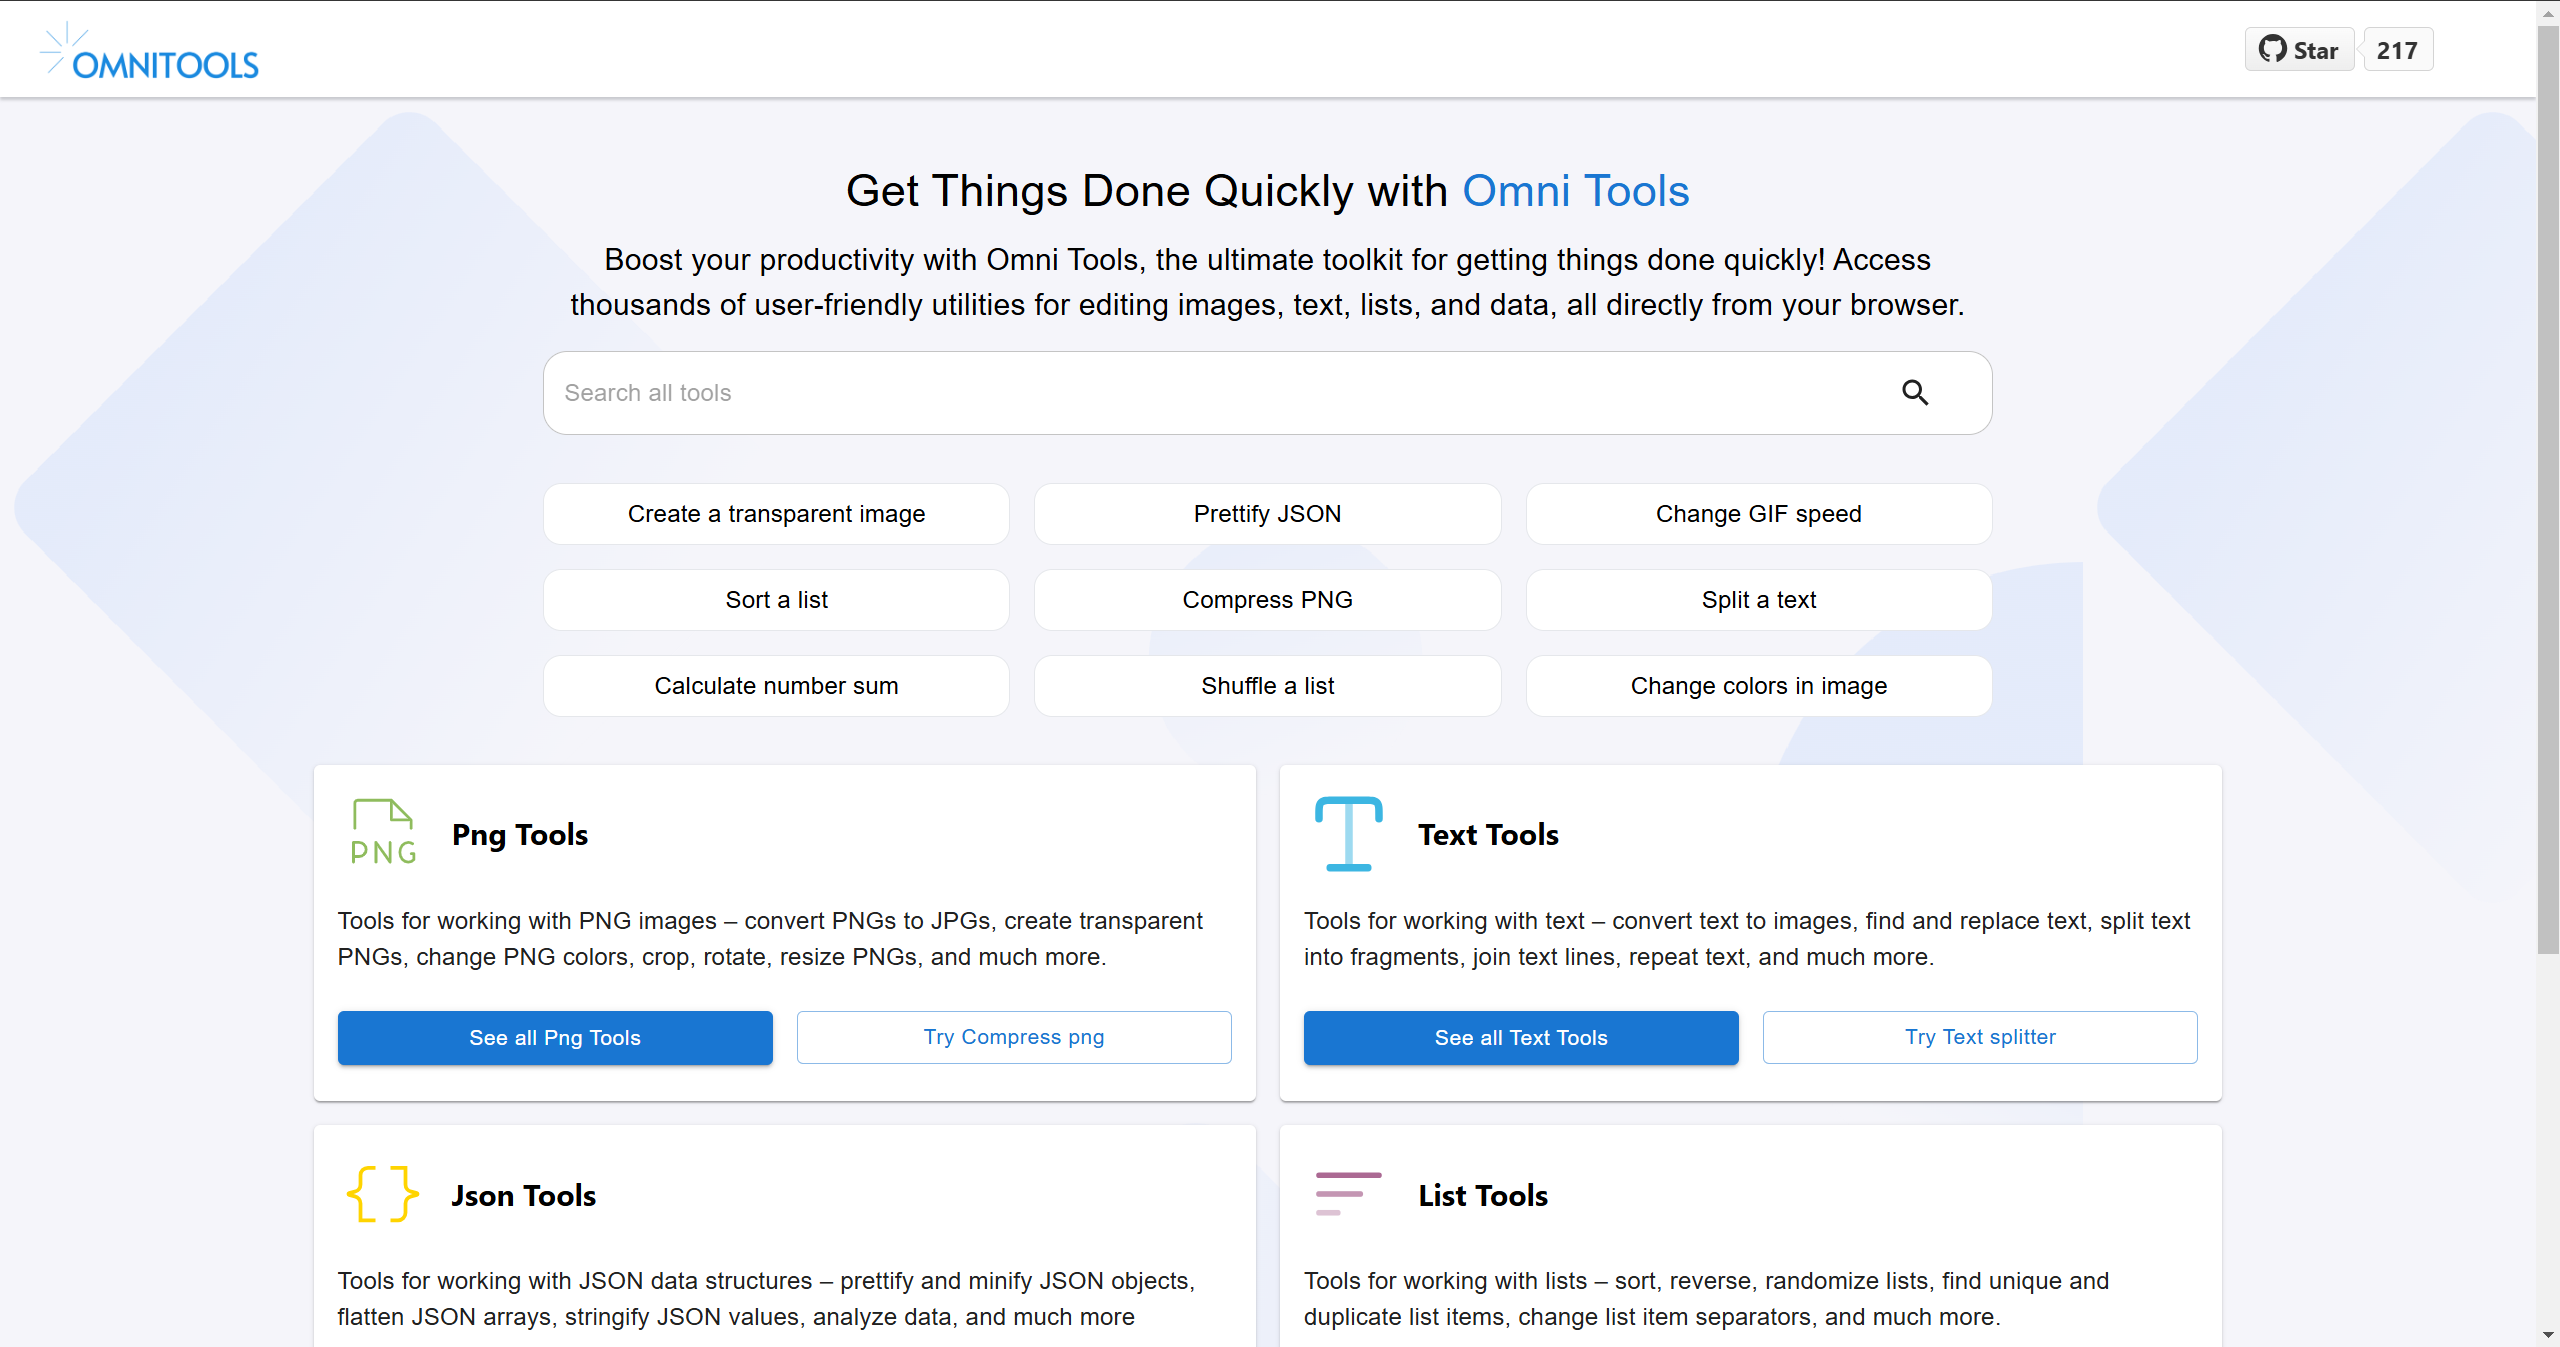 OMNITOOLS
Star
217
Get Things Done Quickly with Omni Tools
Boost your productivity with Omni Tools, the ultimate toolkit for getting things done quickly! Access
thousands of user-friendly utilities for editing images, text, lists, and data, all directly from your browser.
Search all tools
Create a transparent image
Prettify JSON
Change GIF speed
Sort a list
Compress PNG
Split a text
Calculate number sum
Shuffle a list
Change colors in image
PNG
Png Tools
Tools for working with PNG images – convert PNGs to JPGs, create transparent
PNGs, change PNG colors, crop, rotate, resize PNGs, and much more.
See all Png Tools
Try Compress png
Text Tools
Tools for working with text – convert text to images, find and replace text, split text
into fragments, join text lines, repeat text, and much more.
See all Text Tools
Try Text splitter
Json Tools
Tools for working with JSON data structures – prettify and minify JSON objects,
flatten JSON arrays, stringify JSON values, analyze data, and much more
List Tools
Tools for working with lists – sort, reverse, randomize lists, find unique and
duplicate list items, change list item separators, and much more.